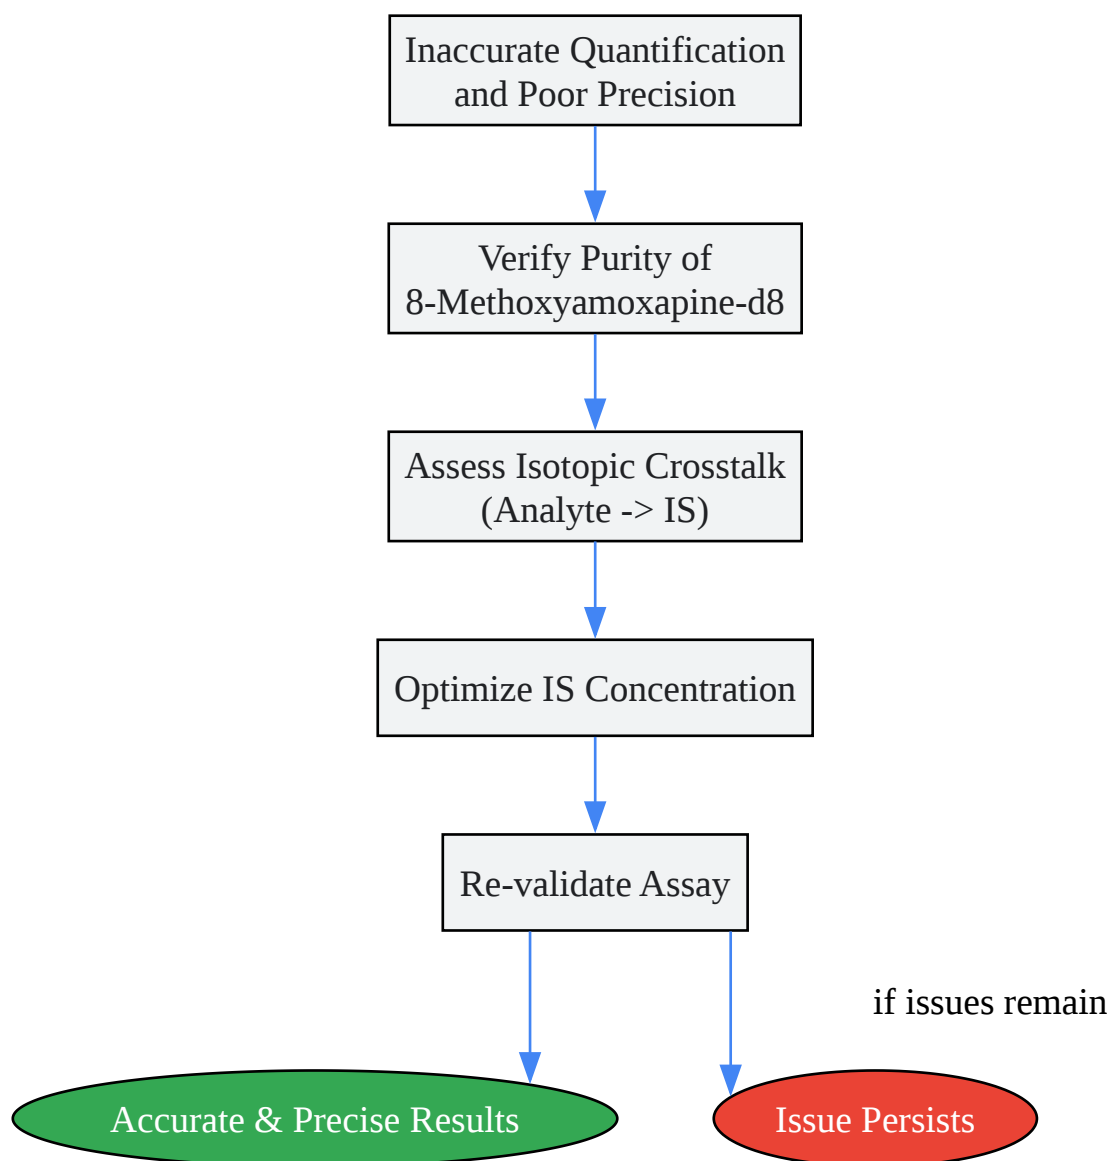 Inaccurate Quantification
and Poor Precision
Verify Purity of
8-Methoxyamoxapine-d8
Assess Isotopic Crosstalk
(Analyte -> IS)
Optimize IS Concentration
Re-validate Assay
if issues remain
Accurate & Precise Results
Issue Persists